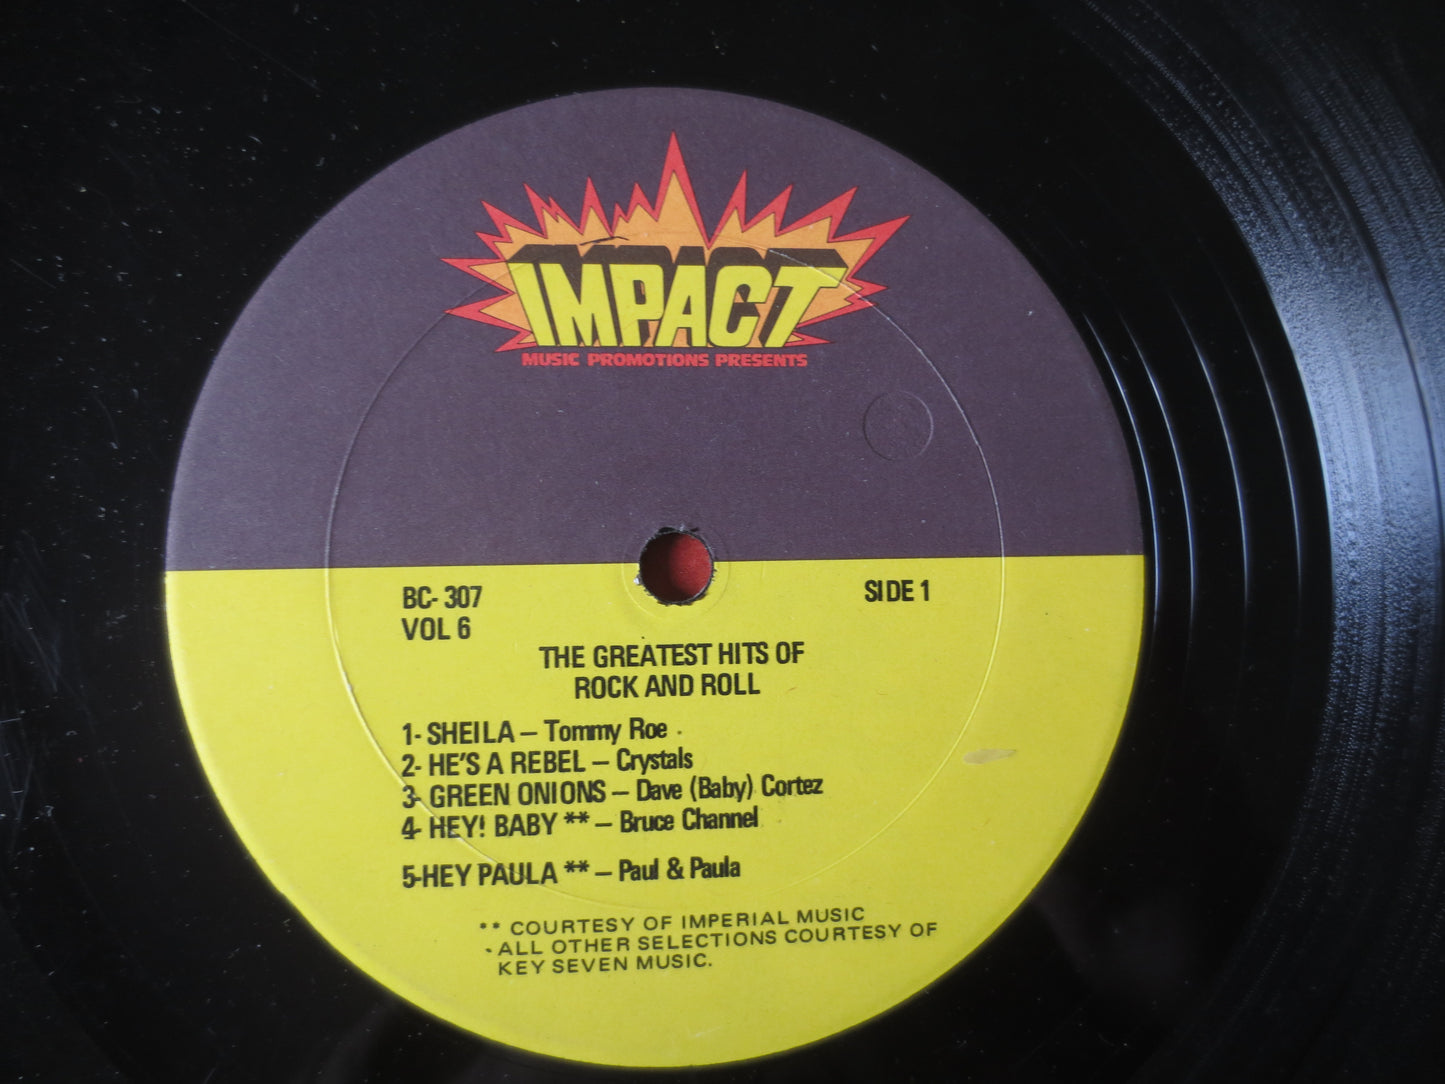 IMPACT
MUSIC PROMOTIONS PRESENTS
BC-307 SIDE 1
VOL 6
THE GREATEST HITS OF
ROCK AND ROLL
1- SHEILA – Tommy Roe
2- HE'S A REBEL – Crystals
3- GREEN ONIONS – Dave (Baby) Cortez
4- HEY! BABY ** – Bruce Channel
5-HEY PAULA ** – Paul & Paula
** COURTESY OF IMPERIAL MUSIC
-ALL OTHER SELECTIONS COURTESY OF
KEY SEVEN MUSIC.